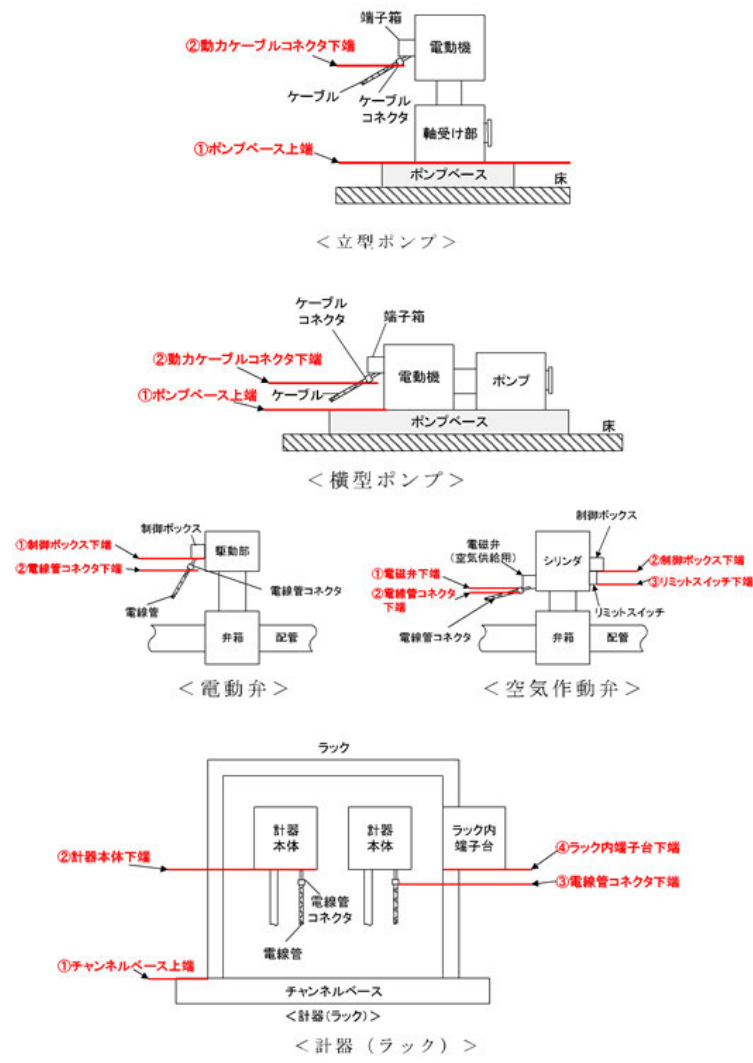 端子箱
②動力ケーブルコネクタ下端
電動機
ケーブル
ケーブル
コネクタ
軸受け部
①ポンプベース上端
ポンプベース
床
＜立型ポンプ＞
ケーブル
コネクタ
端子箱
②動力ケーブルコネクタ下端
電動機
ポンプ
ケーブル
①ポンプベース上端
ポンプベース
床
＜横型ポンプ＞
制御ボックス
①制御ボックス下端
駆動部
②電線管コネクタ下端
電線管コネクタ
電線管
弁箱
配管
＜電動弁＞
制御ボックス
電磁弁
(空気供給用)
シリンダ
②制御ボックス下端
①電磁弁下端
③リミットスイッチ下端
②電線管コネクタ
下端
リミットスイッチ
電線管コネクタ
弁箱
配管
＜空気作動弁＞
ラック
計器
本体
計器
本体
ラック内
端子台
②計器本体下端
④ラック内端子台下端
③電線管コネクタ下端
電線管
コネクタ
電線管
①チャンネルベース上端
チャンネルベース
＜計器(ラック)＞
＜計器（ラック）＞